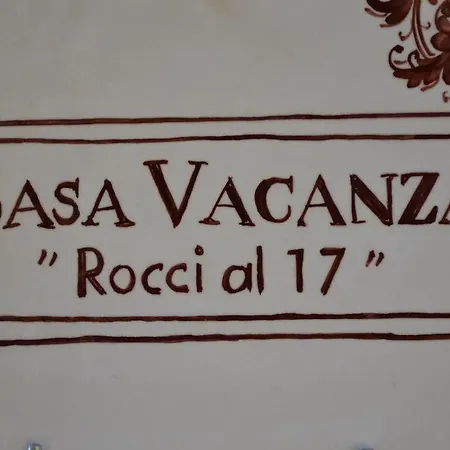 CASA VACANZA
" Rocci al 17 "